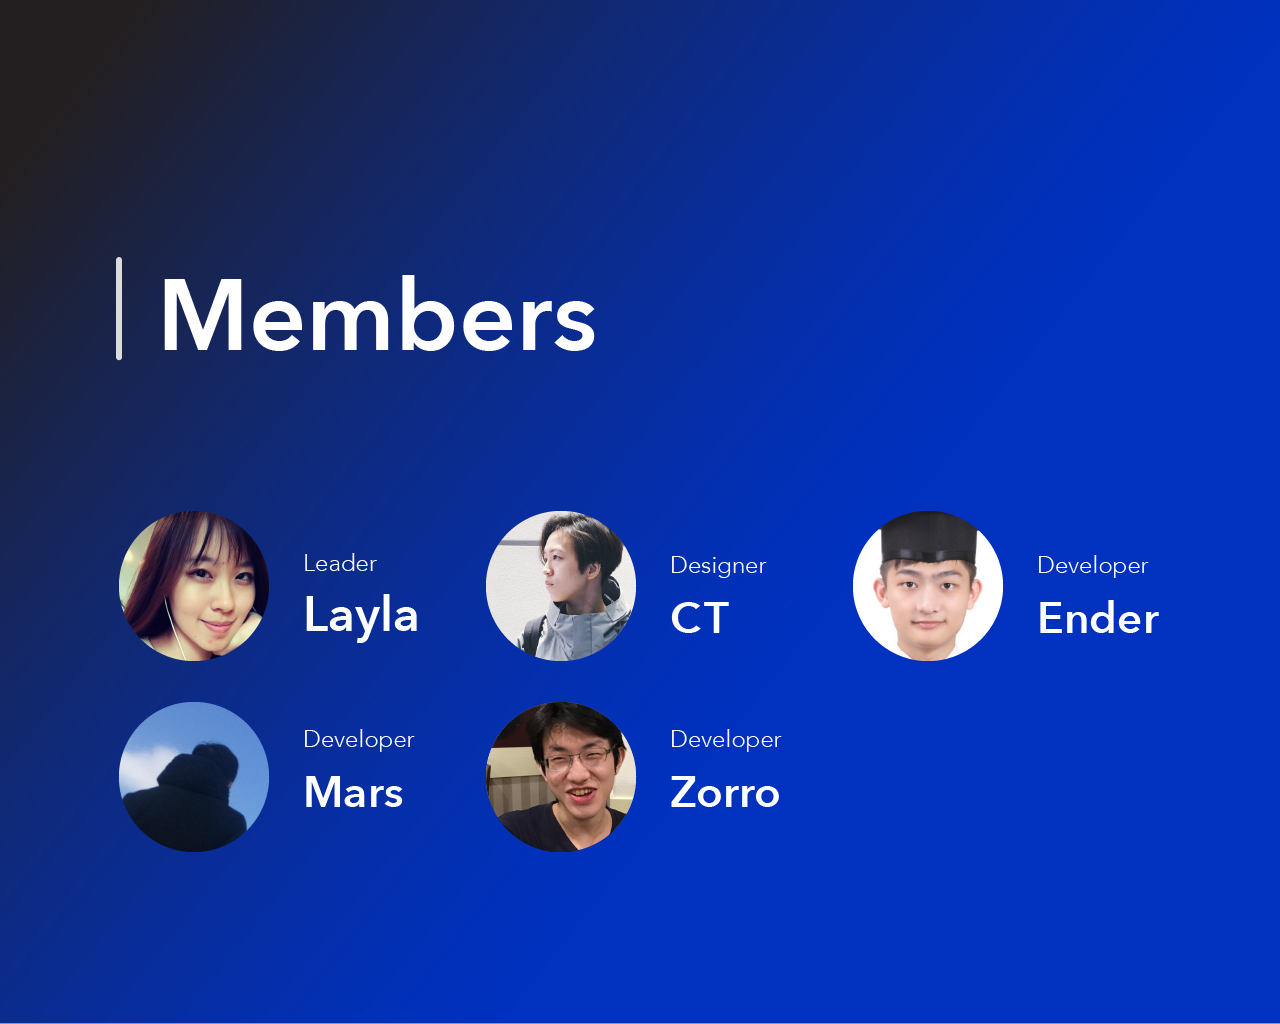 Members
Leader
Layla
Designer
CT
Developer
Ender
Developer
Mars
Developer
Zorro